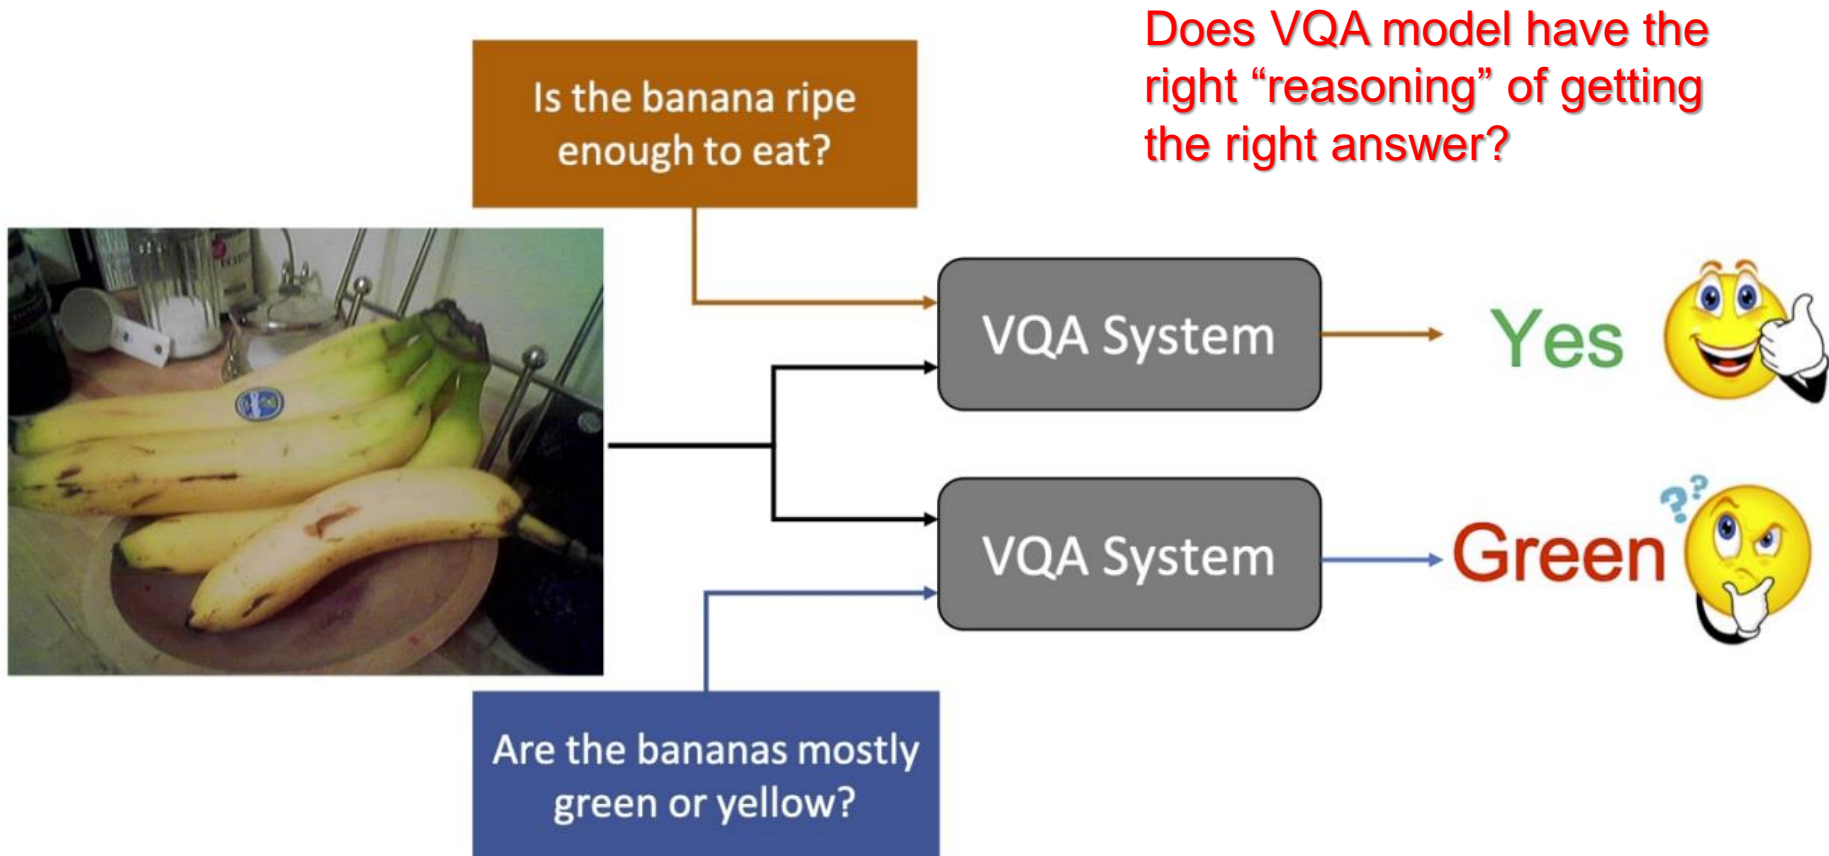 Does VQA model have the
right “reasoning” of getting
the right answer?
Is the banana ripe
enough to eat?
VQA System
Yes
VQA System
Green
??
Are the bananas mostly
green or yellow?